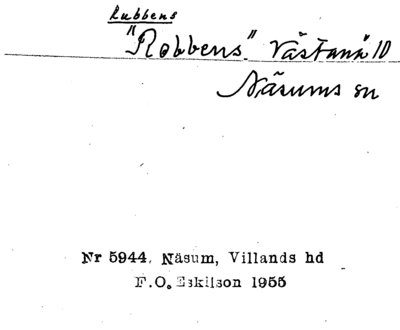 Rubbens
"Robbens". Västanå 10
Näsums sn
Nr 5944, Näsum, Villands hd
F.O. Eskilson 1955